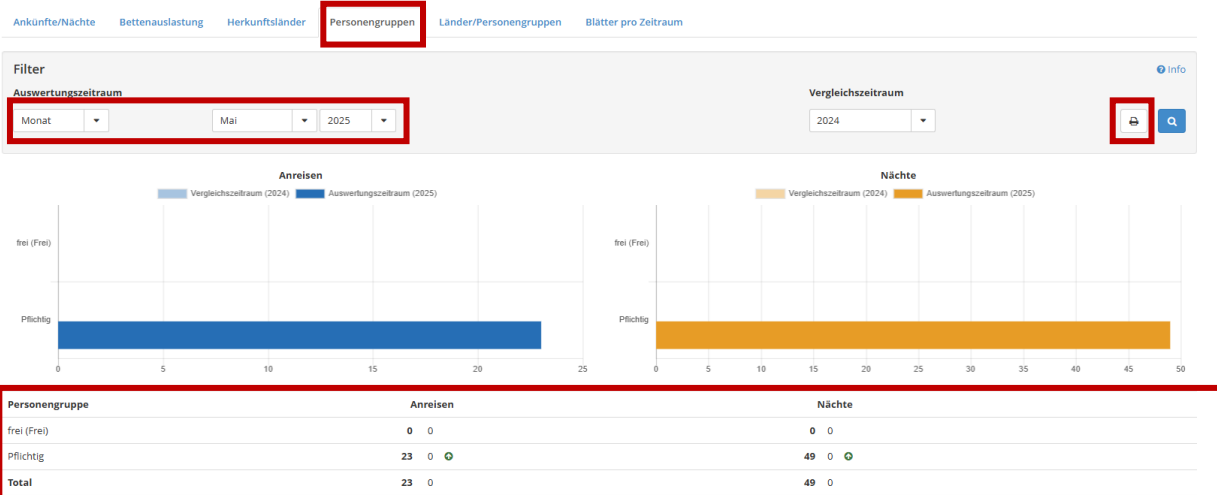 Ankünfte/Nächte Bettenauslastung Herkunftsländer Personengruppen Länder/Personengruppen Blätter pro Zeitraum
Filter Info
Auswertungszeitraum Vergleichszeitraum
Monat Mai 2025 2024
Anreisen Nächte
Vergleichszeitraum (2024) Auswertungszeitraum (2025) Vergleichszeitraum (2024) Auswertungszeitraum (2025)
frei (Frei) frei (Frei)
Pflichtig Pflichtig
0 5 10 15 20 25 0 5 10 15 20 25 30 35 40 45 50
Personengruppe Anreisen Nächte
frei (Frei) 0 0 0 0
Pflichtig 23 0 49 0
Total 23 0 49 0